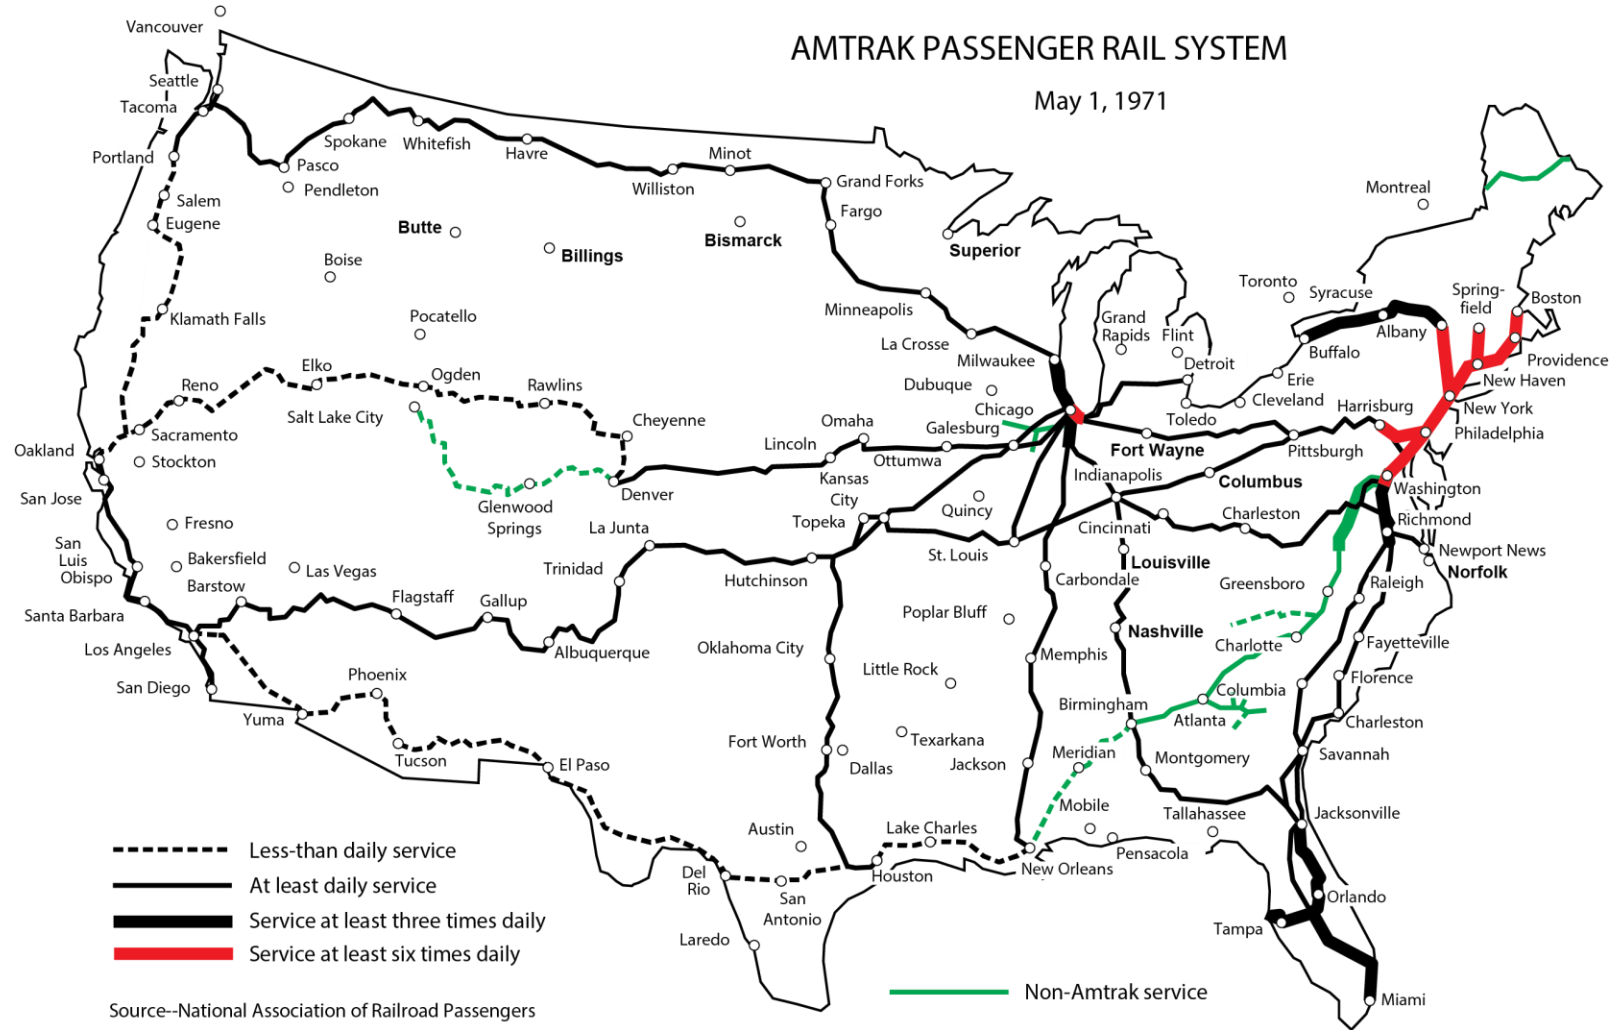 AMTRAK PASSENGER RAIL SYSTEM
May 1, 1971
Vancouver
Seattle
Tacoma
Portland
Salem
Eugene
Klamath Falls
Spokane
Whitefish
Havre
Pasco
Pendleton
Williston
Minot
Grand Forks
Fargo
Butte
Billings
Bismarck
Superior
Boise
Pocatello
Minneapolis
La Crosse
Milwaukee
Dubuque
Chicago
Galesburg
Grand
Rapids
Flint
Detroit
Toledo
Cleveland
Erie
Buffalo
Toronto
Syracuse
Albany
Montreal
Spring-
field
Boston
Providence
New Haven
New York
Philadelphia
Harrisburg
Pittsburgh
Washington
Richmond
Newport News
Norfolk
Reno
Elko
Ogden
Salt Lake City
Rawlins
Cheyenne
Sacramento
Oakland
Stockton
San Jose
Fresno
San
Luis
Obispo
Bakersfield
Las Vegas
Barstow
Santa Barbara
Los Angeles
San Diego
Yuma
Phoenix
Tucson
Flagstaff
Gallup
Albuquerque
Trinidad
La Junta
Glenwood
Springs
Denver
Lincoln
Omaha
Ottumwa
Kansas
City
Topeka
Hutchinson
Quincy
St. Louis
Indianapolis
Fort Wayne
Columbus
Cincinnati
Charleston
Louisville
Nashville
Carbondale
Poplar Bluff
Memphis
Little Rock
Oklahoma City
Fort Worth
Dallas
Texarkana
Jackson
Birmingham
Meridian
Montgomery
Mobile
Pensacola
Tallahassee
New Orleans
Lake Charles
Houston
Austin
San
Antonio
Del
Rio
Laredo
El Paso
Greensboro
Raleigh
Charlotte
Fayetteville
Florence
Columbia
Atlanta
Charleston
Savannah
Jacksonville
Orlando
Tampa
Miami
Less-than daily service
At least daily service
Service at least three times daily
Service at least six times daily
Non-Amtrak service
Source--National Association of Railroad Passengers